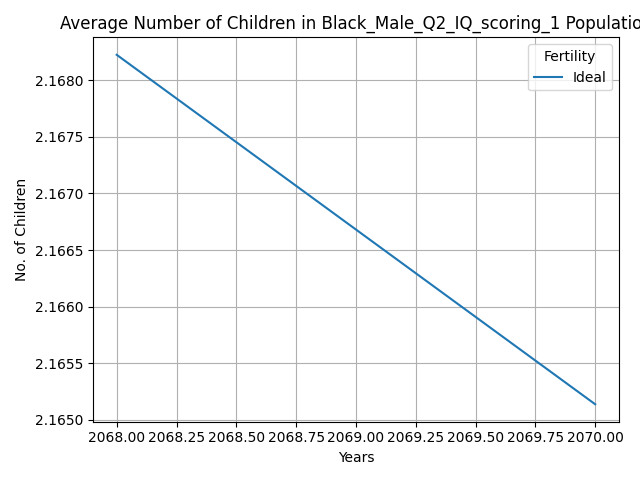 Average Number of Children in Black_Male_Q2_IQ_scoring_1 Populatio
Fertility
Ideal
2.1680
2.1675
2.1670
2.1665
2.1660
2.1655
2.1650
No. of Children
2068.00 2068.25 2068.50 2068.75 2069.00 2069.25 2069.50 2069.75 2070.00
Years